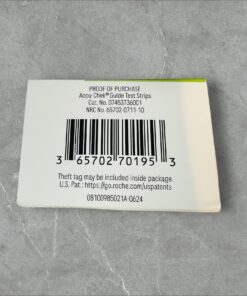 PROOF OF PURCHASE
Accu-Chek® Guide Test Strips
Cat. No. 07453736001
NRC No. 65702-0711-10
3 65702 70195 3
Theft tag may be included inside package.
U.S. Pat.: https://go.roche.com/uspatents
08100985021A-0624